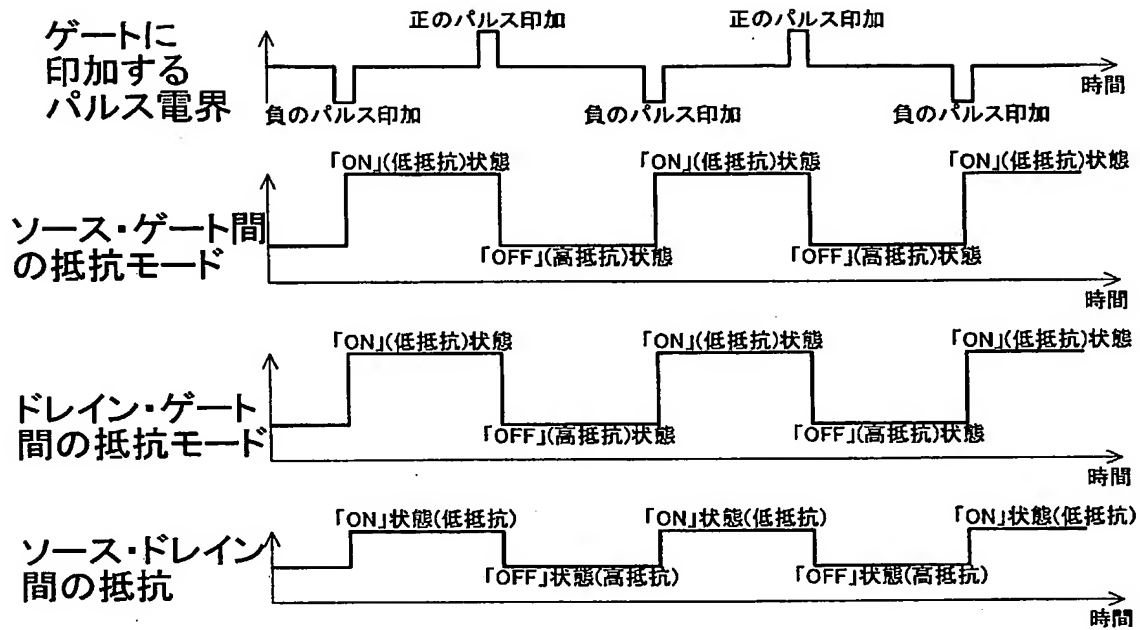 正のパルス印加
正のパルス印加
ゲートに
印加する
パルス電界
時間
負のパルス印加
負のパルス印加
負のパルス印加
「ON」(低抵抗)状態
「ON」(低抵抗)状態
「ON」(低抵抗)状態
ソース・ゲート間
の抵抗モード
「OFF」(高抵抗)状態
「OFF」(高抵抗)状態
時間
「ON」(低抵抗)状態
「ON」(低抵抗)状態
「ON」(低抵抗)状態
ドレイン・ゲート
間の抵抗モード
「OFF」(高抵抗)状態
「OFF」(高抵抗)状態
時間
「ON」状態(低抵抗)
「ON」状態(低抵抗)
「ON」状態(低抵抗)
ソース・ドレイン
間の抵抗
「OFF」状態(高抵抗)
「OFF」状態(高抵抗)
時間